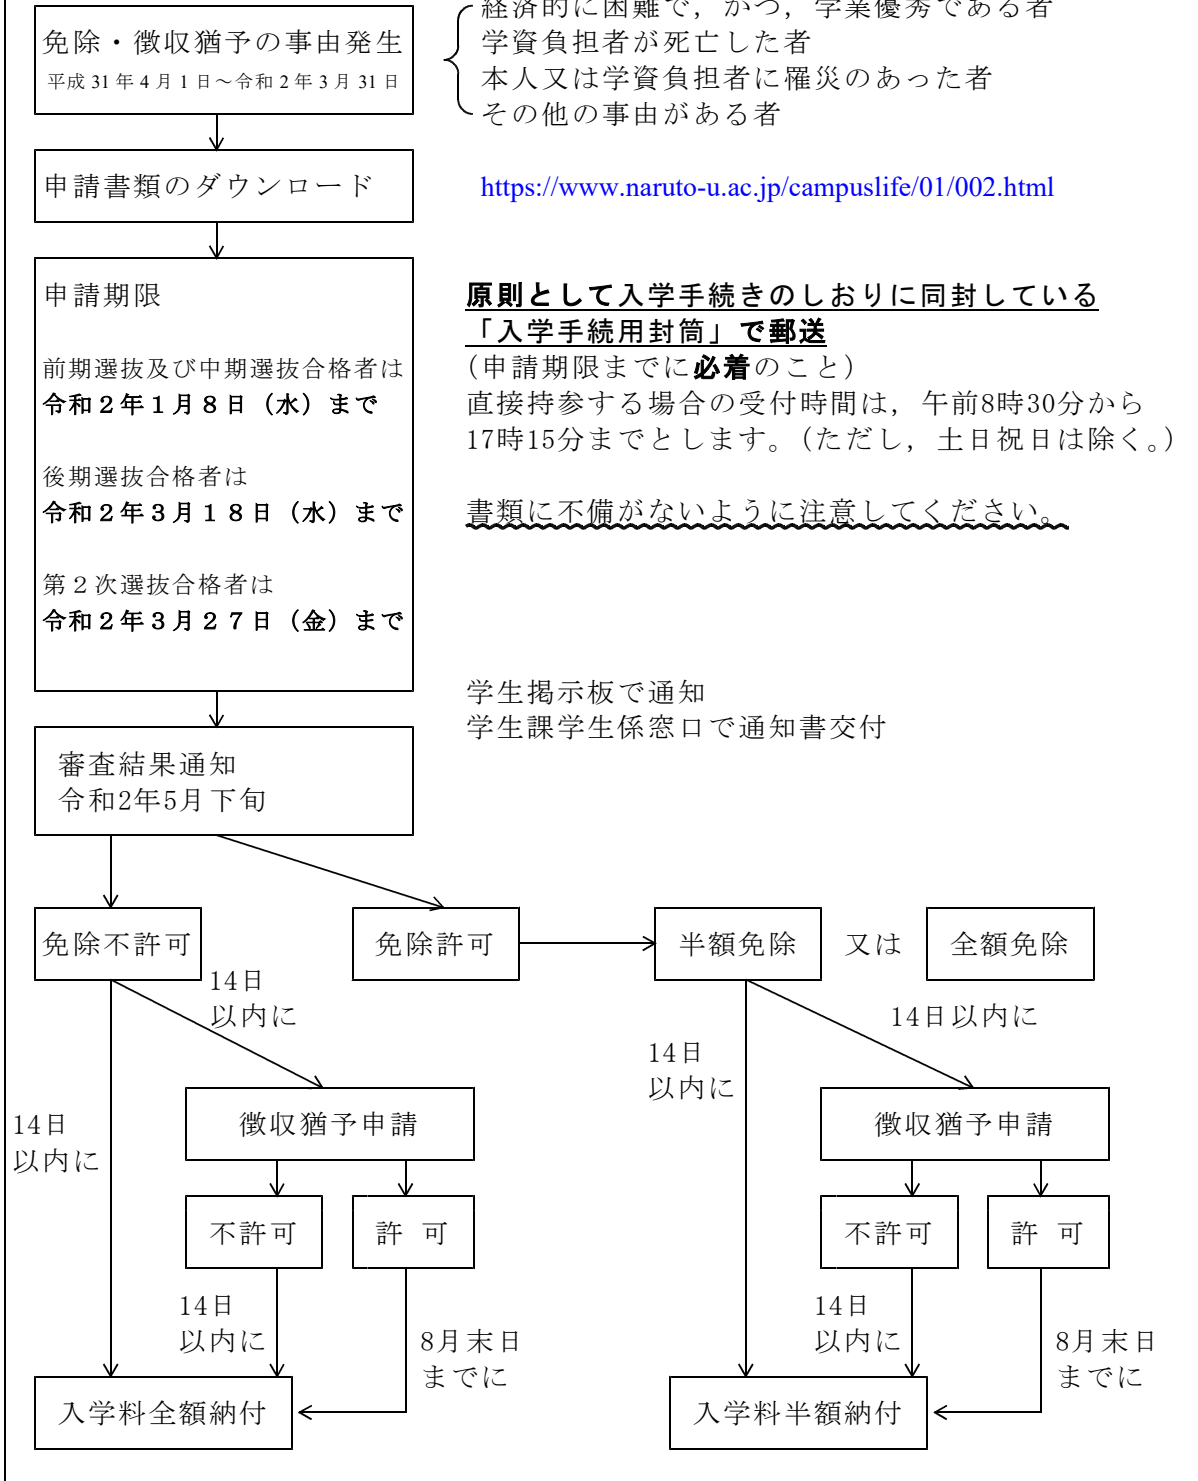 経済的に困難で，かつ，学業優秀である者
免除・徴収猶予の事由発生
学資負担者が死亡した者
平成31年4月1日～令和2年3月31日
本人又は学資負担者に罹災のあった者
その他の事由がある者
申請書類のダウンロード
https://www.naruto-u.ac.jp/campuslife/01/002.html
申請期限
前期選抜及び中期選抜合格者は
令和２年１月８日（水）まで
後期選抜合格者は
令和２年３月１８日（水）まで
第２次選抜合格者は
令和２年３月２７日（金）まで
原則として入学手続きのしおりに同封している
「入学手続用封筒」で郵送
（申請期限までに必着のこと）
直接持参する場合の受付時間は，午前8時30分から
17時15分までとします。（ただし，土日祝日は除く。）
書類に不備がないように注意してください。
学生掲示板で通知
学生課学生係窓口で通知書交付
審査結果通知
令和2年5月下旬
免除不許可
免除許可
半額免除
又は
全額免除
14日
以内に
14日以内に
14日
以内に
14日
以内に
徴収猶予申請
徴収猶予申請
不許可
許 可
不許可
許 可
14日
以内に
8月末日
までに
14日
以内に
8月末日
までに
入学料全額納付
入学料半額納付